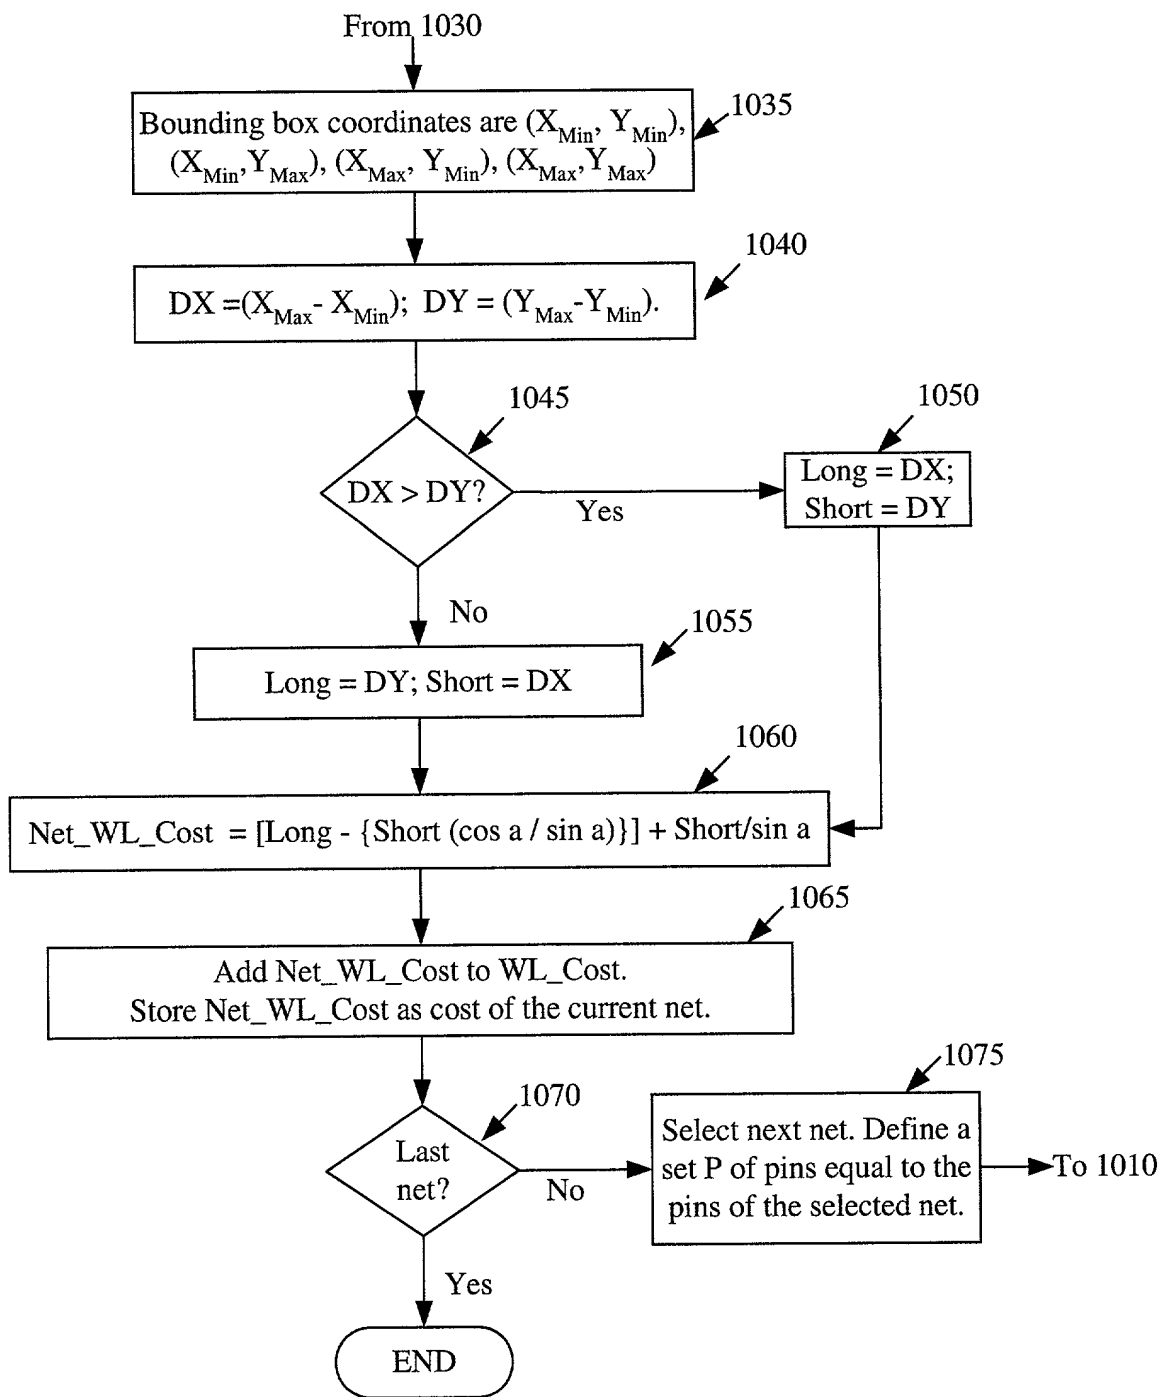 From 1030
1035
Bounding box coordinates are (X_Min, Y_Min),
(X_Min,Y_Max), (X_Max, Y_Min), (X_Max,Y_Max)
1040
DX =(X_Max- X_Min); DY = (Y_Max-Y_Min).
1045
1050
DX > DY?
Yes
Long = DX;
Short = DY
No
1055
Long = DY; Short = DX
1060
Net_WL_Cost = [Long - {Short (cos a / sin a)}] + Short/sin a
1065
Add Net_WL_Cost to WL_Cost.
Store Net_WL_Cost as cost of the current net.
1070
1075
Last
net?
No
Select next net. Define a
set P of pins equal to the
pins of the selected net.
To 1010
Yes
END